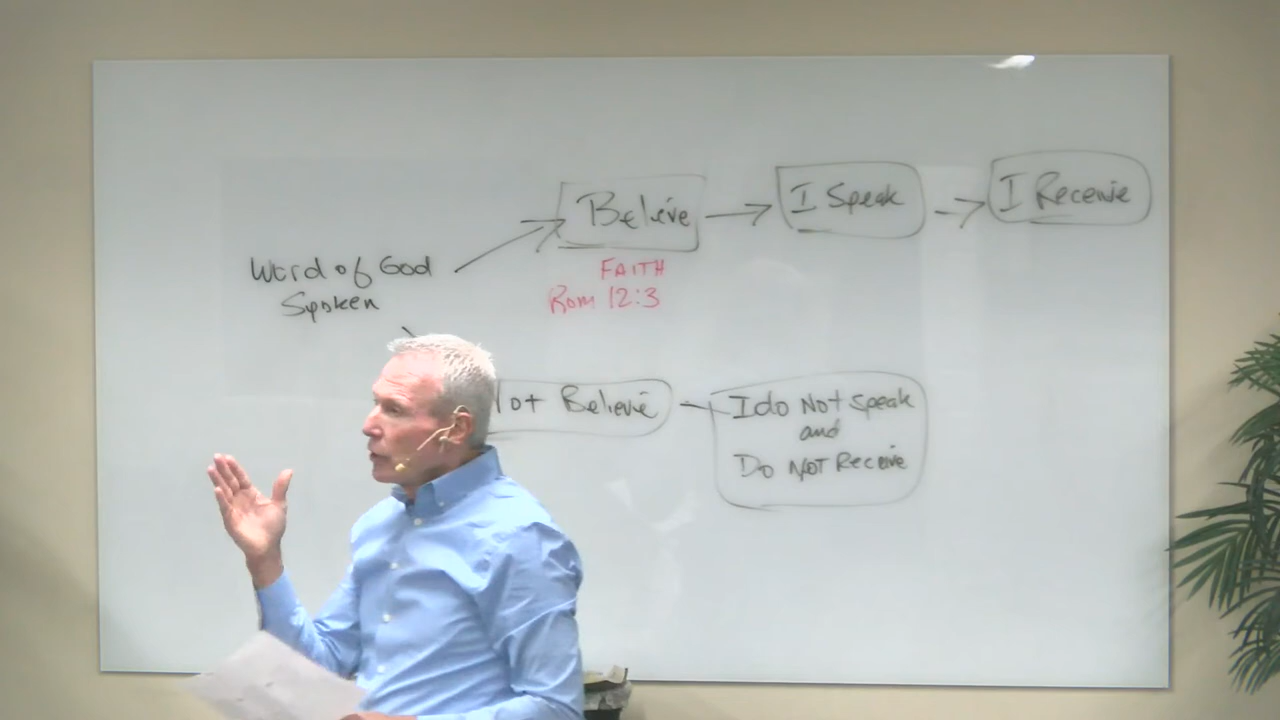 Believe
I Speak
I Receive
Word of God
Spoken
FAITH
Rom 12:3
Not Believe
I do Not Speak
and
Do NOT Receive